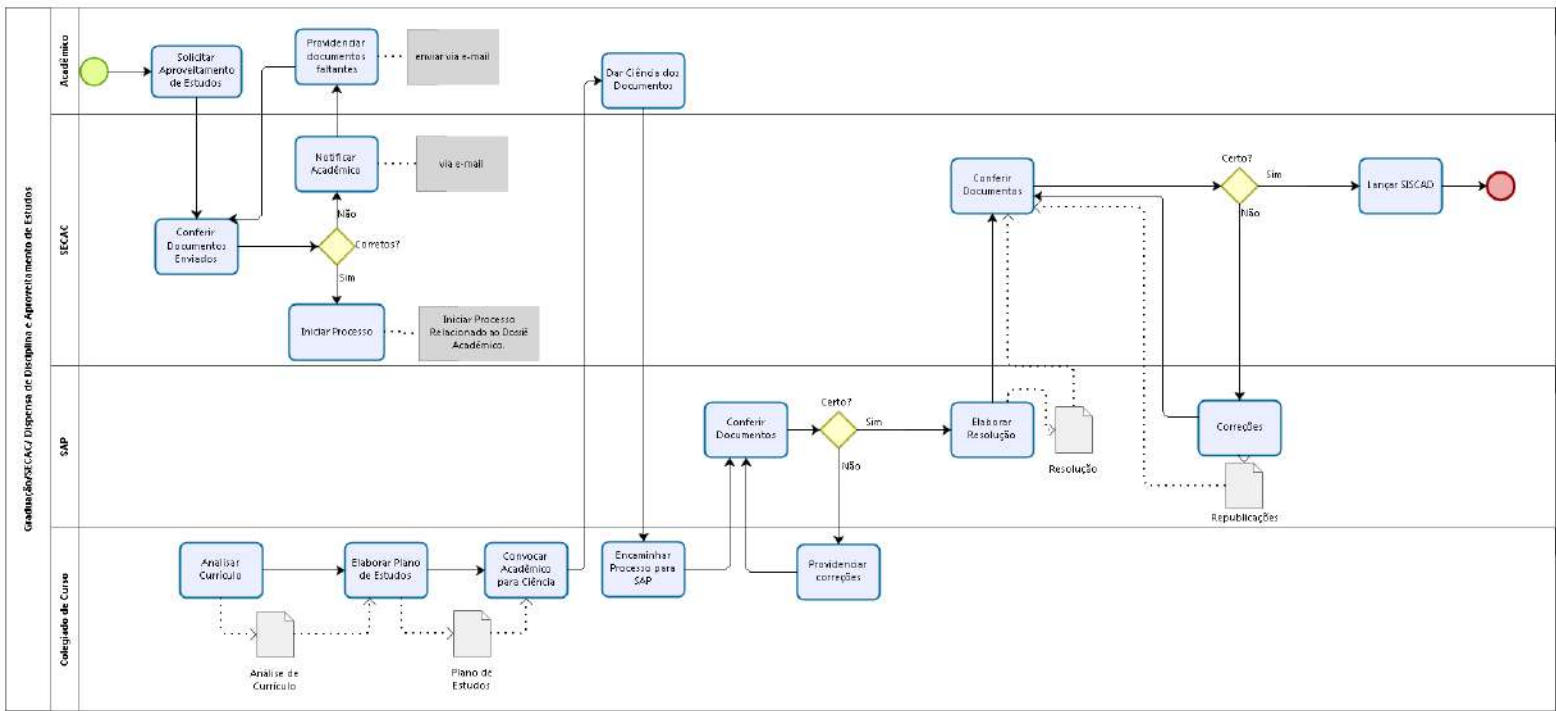 Graduação/SECAC/ Dispensa de Disciplina e Aproveitamento de Estudos
Acadêmico
Solicitar
Aproveitamento
de Estudos
Providenciar
documentos
faltantes
enviar via e-mail
Dar Ciência dos
Documentos
SECAC
Notificar
Acadêmico
via e-mail
Não
Conferir
Documentos
Enviados
Corretos?
Sim
Iniciar Processo
Iniciar Processo
Relacionado ao Dossiê
Acadêmico.
Conferir
Documentos
Certo?
Sim
Não
Lançar SISCAD
SAP
Conferir
Documentos
Certo?
Sim
Não
Elaborar
Resolução
Resolução
Correções
Republicações
Colegiado de Curso
Analisar
Currículo
Elaborar Plano
de Estudos
Convocar
Acadêmico
para Ciência
Encaminhar
Processo para
SAP
Providenciar
correções
Análise de
Currículo
Plano de
Estudos